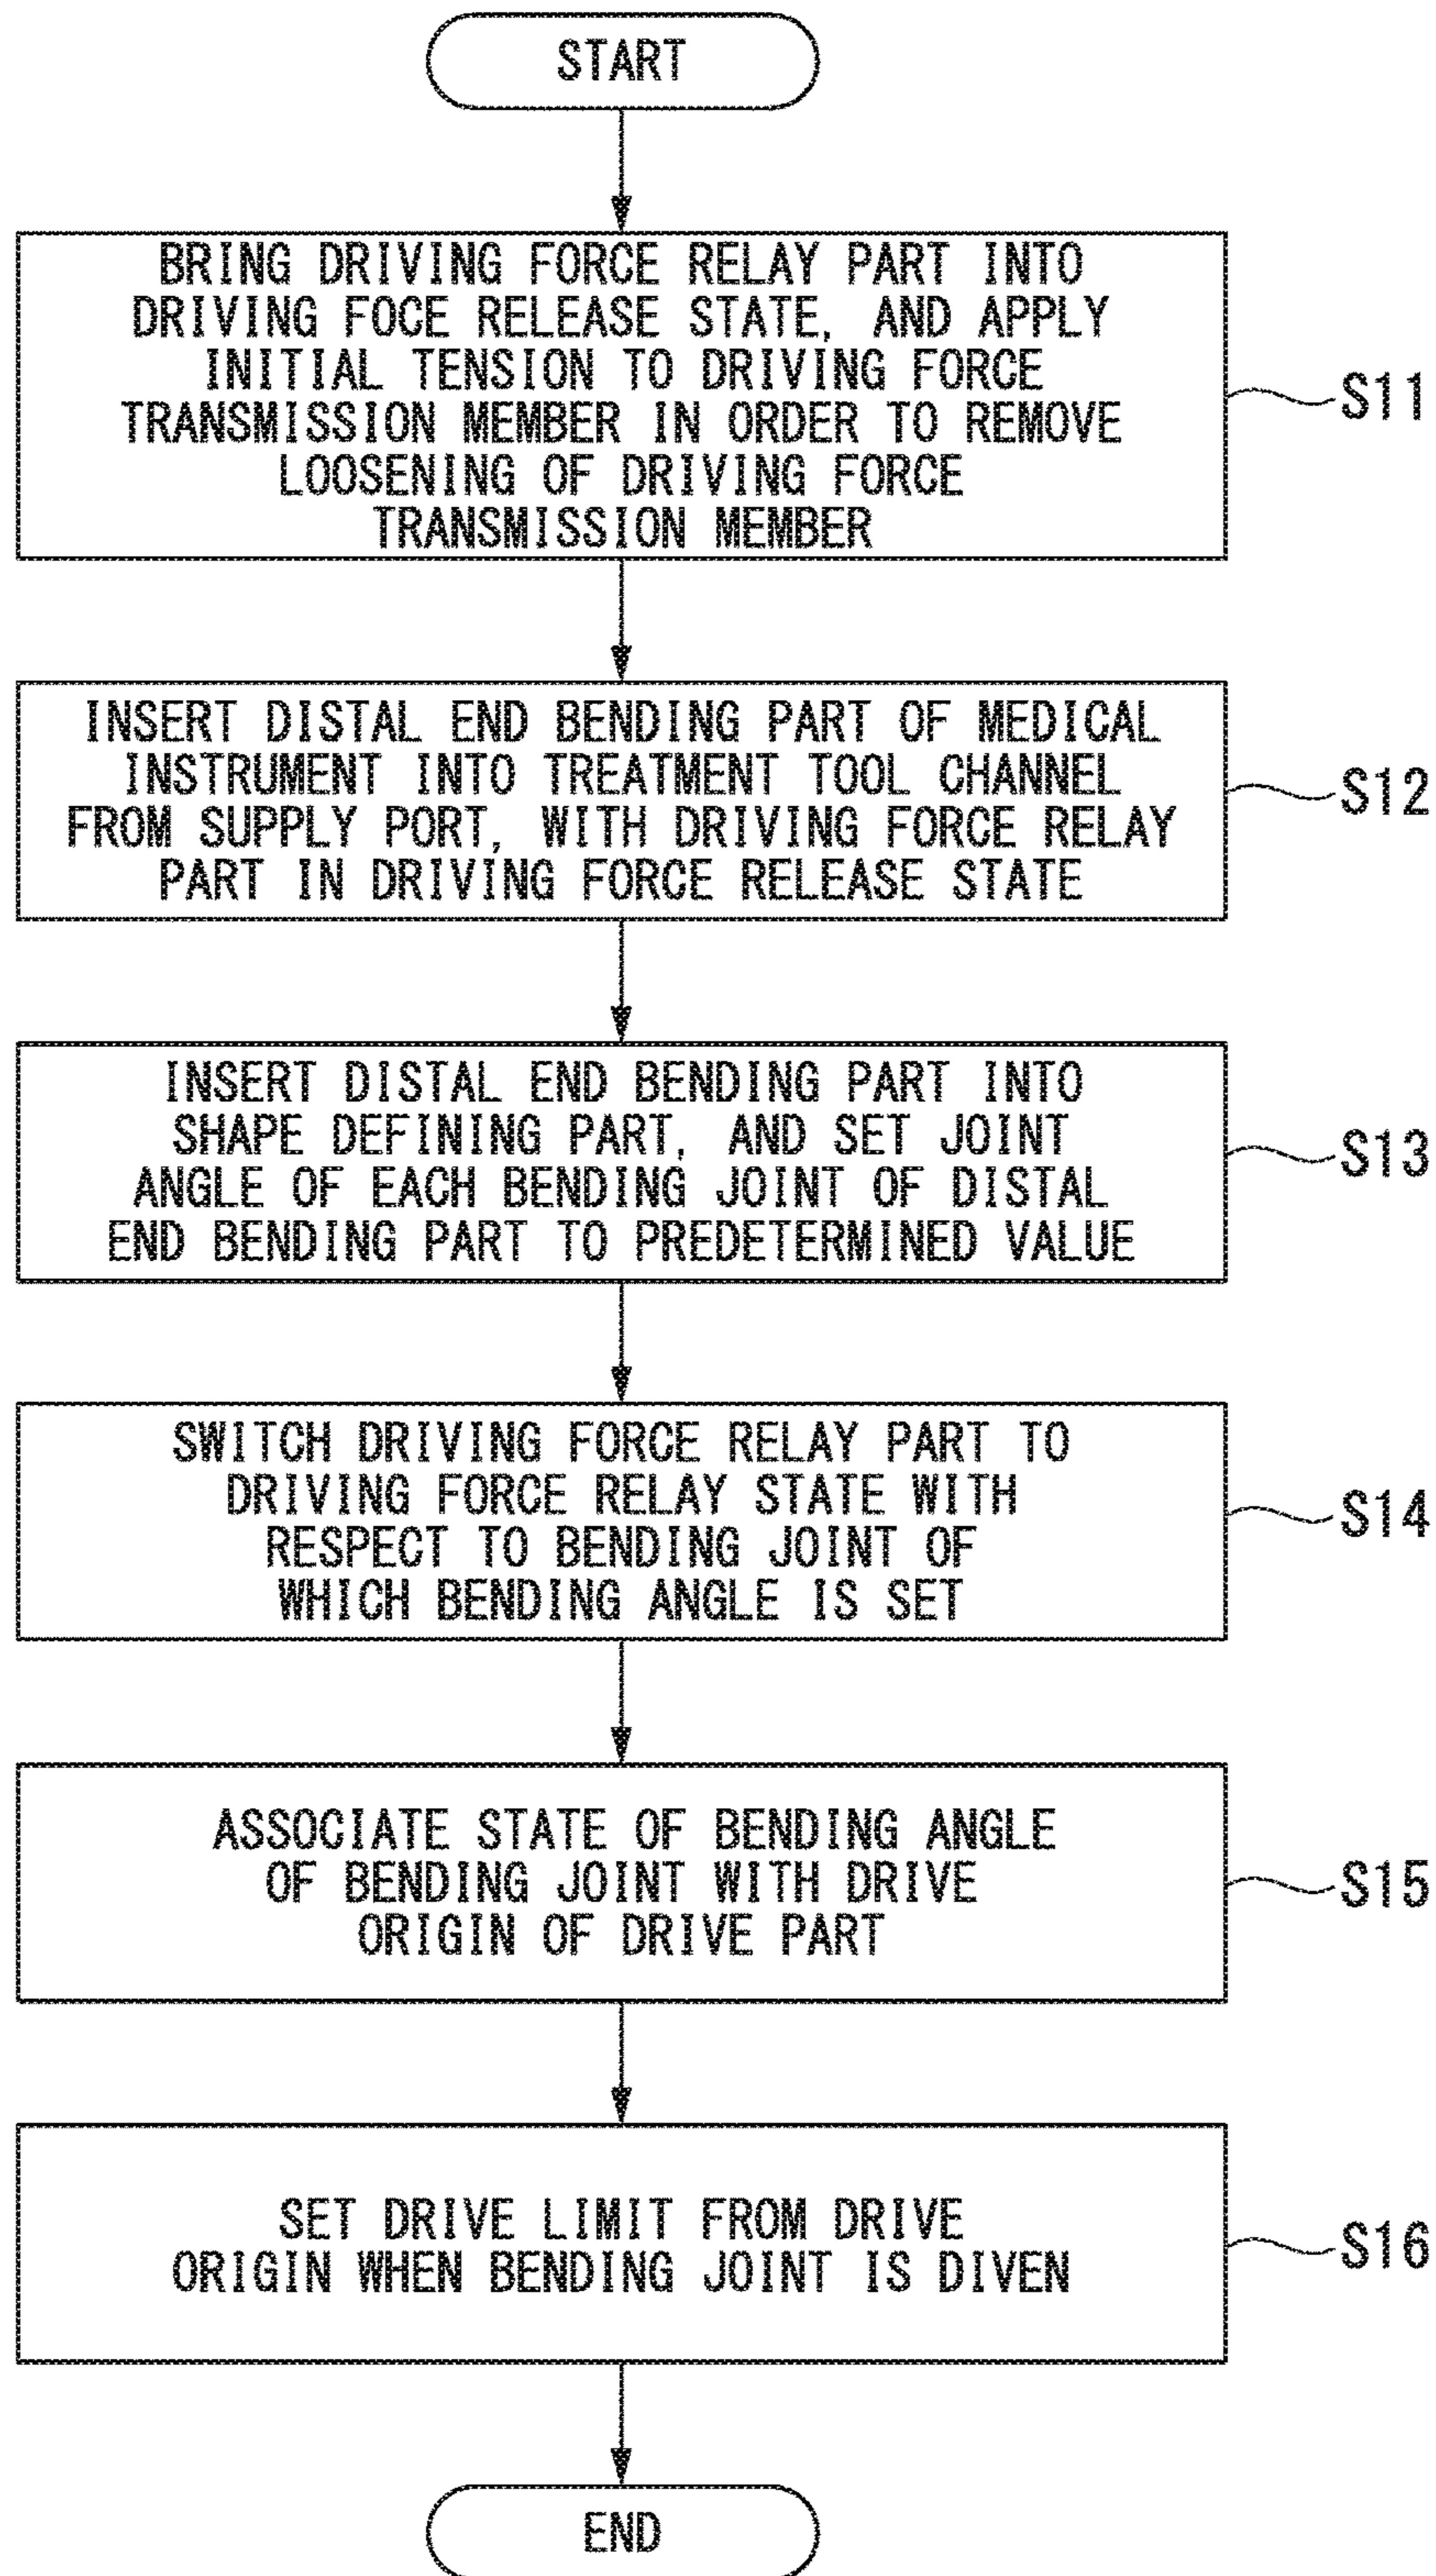 START
BRING DRIVING FORCE RELAY PART INTO
DRIVING FOCE RELEASE STATE, AND APPLY
INITIAL TENSION TO DRIVING FORCE
TRANSMISSION MEMBER IN ORDER TO REMOVE
LOOSENING OF DRIVING FORCE
TRANSMISSION MEMBER
S11
INSERT DISTAL END BENDING PART OF MEDICAL
INSTRUMENT INTO TREATMENT TOOL CHANNEL
FROM SUPPLY PORT, WITH DRIVING FORCE RELAY
PART IN DRIVING FORCE RELEASE STATE
S12
INSERT DISTAL END BENDING PART INTO
SHAPE DEFINING PART, AND SET JOINT
ANGLE OF EACH BENDING JOINT OF DISTAL
END BENDING PART TO PREDETERMINED VALUE
S13
SWITCH DRIVING FORCE RELAY PART TO
DRIVING FORCE RELAY STATE WITH
RESPECT TO BENDING JOINT OF
WHICH BENDING ANGLE IS SET
S14
ASSOCIATE STATE OF BENDING ANGLE
OF BENDING JOINT WITH DRIVE
ORIGIN OF DRIVE PART
S15
SET DRIVE LIMIT FROM DRIVE
ORIGIN WHEN BENDING JOINT IS DIVEN
S16
END